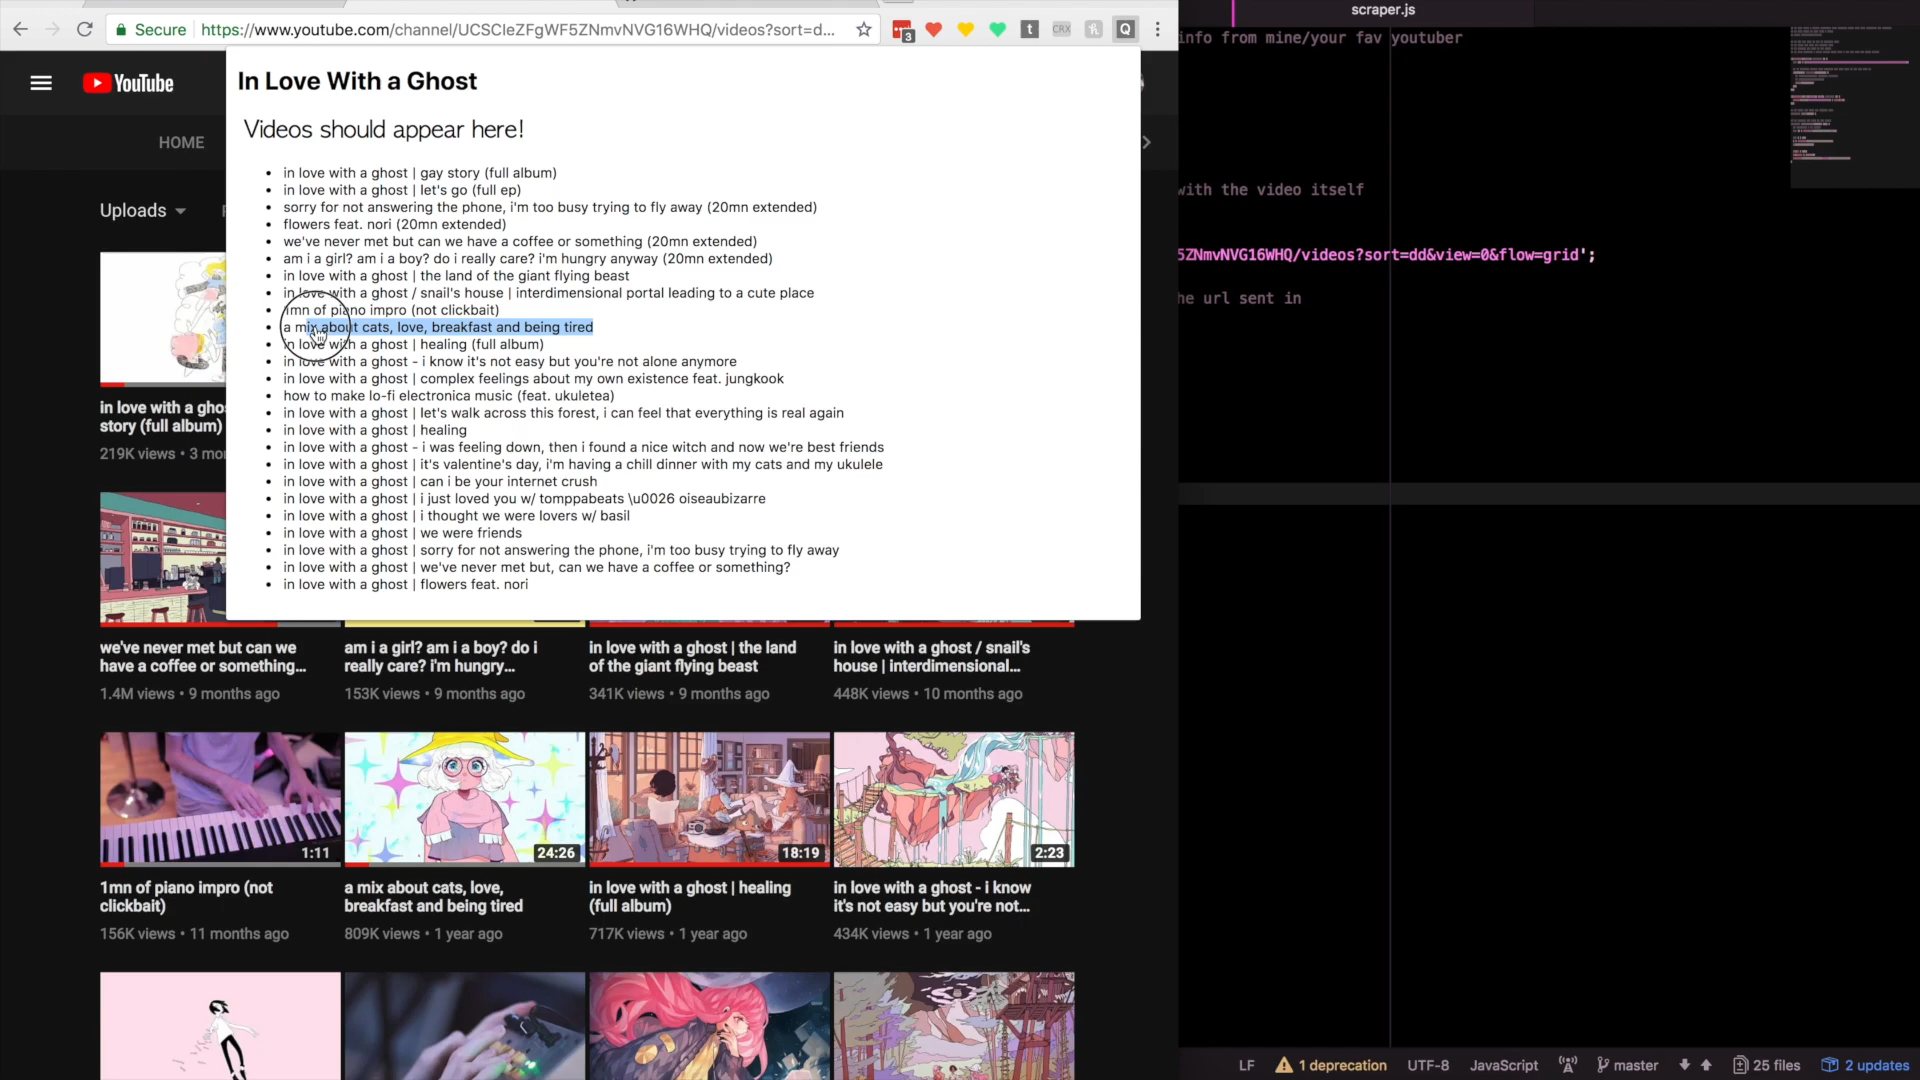 scraper.js
Secure
https://www.youtube.com/channel/UCSCIeZFgWF5ZNmvNVG16WHQ/videos?sort=d...
3
t
CRX
Q
YouTube
HOME
Uploads
In Love With a Ghost
Videos should appear here!
in love with a ghost | gay story (full album)
in love with a ghost | let's go (full ep)
sorry for not answering the phone, i'm too busy trying to fly away (20mn extended)
flowers feat. nori (20mn extended)
we've never met but can we have a coffee or something (20mn extended)
am i a girl? am i a boy? do i really care? i'm hungry anyway (20mn extended)
in love with a ghost | the land of the giant flying beast
in love with a ghost / snail's house | interdimensional portal leading to a cute place
1mn of piano impro (not clickbait)
a mix about cats, love, breakfast and being tired
in love with a ghost | healing (full album)
in love with a ghost - i know it's not easy but you're not alone anymore
in love with a ghost | complex feelings about my own existence feat. jungkook
how to make lo-fi electronica music (feat. ukuletea)
in love with a ghost | let's walk across this forest, i can feel that everything is real again
in love with a ghost | healing
in love with a ghost - i was feeling down, then i found a nice witch and now we're best friends
in love with a ghost | it's valentine's day, i'm having a chill dinner with my cats and my ukulele
in love with a ghost | can i be your internet crush
in love with a ghost | i just loved you w/ tomppabeats \u0026 oiseaubizarre
in love with a ghost | i thought we were lovers w/ basil
in love with a ghost | we were friends
in love with a ghost | sorry for not answering the phone, i'm too busy trying to fly away
in love with a ghost | we've never met but, can we have a coffee or something?
in love with a ghost | flowers feat. nori
in love with a gho
story (full album)
219K views • 3 mo
we've never met but can we
have a coffee or something...
1.4M views • 9 months ago
am i a girl? am i a boy? do i
really care? i'm hungry...
153K views • 9 months ago
in love with a ghost | the land
of the giant flying beast
341K views • 9 months ago
in love with a ghost / snail's
house | interdimensional...
448K views • 10 months ago
1:11
24:26
18:19
2:23
1mn of piano impro (not
clickbait)
156K views • 11 months ago
a mix about cats, love,
breakfast and being tired
809K views • 1 year ago
in love with a ghost | healing
(full album)
717K views • 1 year ago
in love with a ghost - i know
it's not easy but you're not...
434K views • 1 year ago
info from mine/your fav youtuber
with the video itself
5ZNmvNVG16WHQ/videos?sort=dd&view=0&flow=grid';
he url sent in
LF
1 deprecation
UTF-8
JavaScript
master
25 files
2 updates